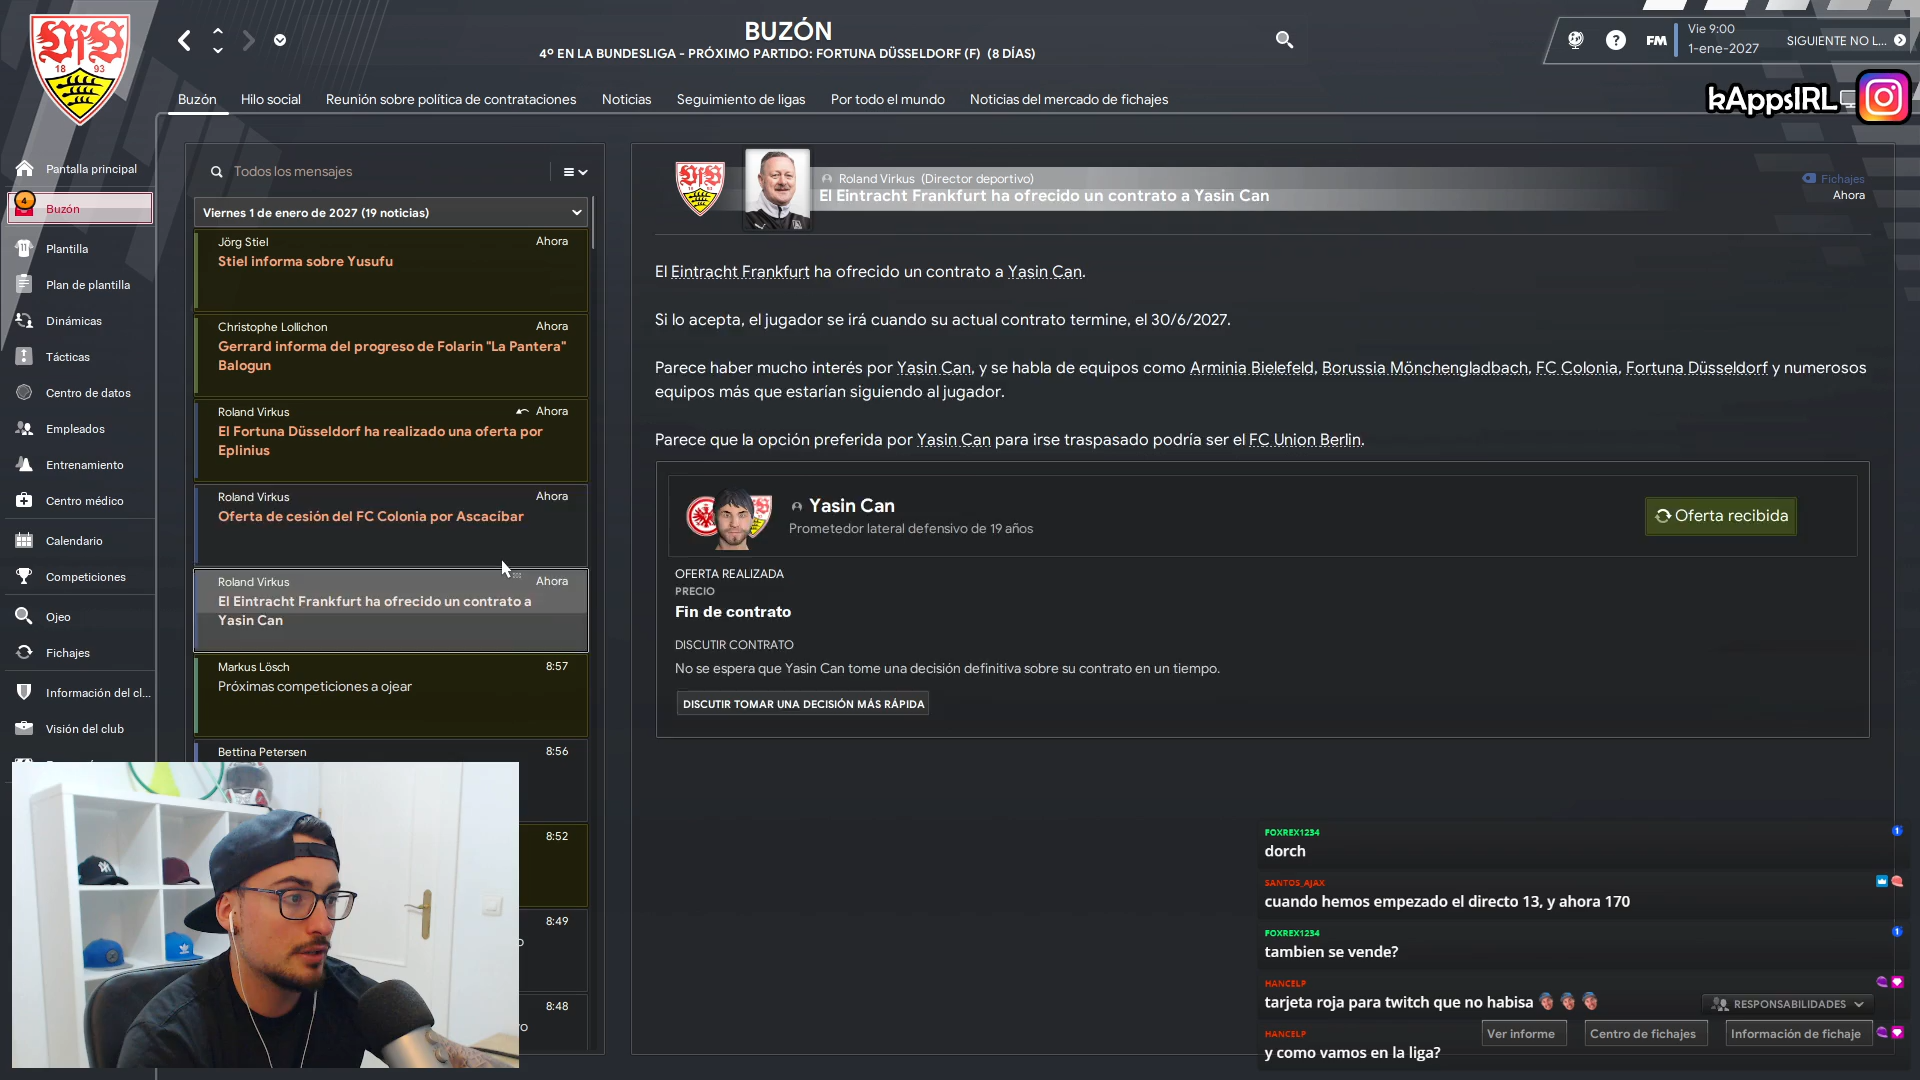 BUZÓN
4º EN LA BUNDESLIGA - PRÓXIMO PARTIDO: FORTUNA DÜSSELDORF (F) (8 DÍAS)
FM
Vie 9:00
1-ene-2027
SIGUIENTE NO L...
VfB
18 93
Buzón
Hilo social
Reunión sobre política de contrataciones
Noticias
Seguimiento de ligas
Por todo el mundo
Noticias del mercado de fichajes
kAppsIRL
Pantalla principal
4
Buzón
Plantilla
Plan de plantilla
Dinámicas
Tácticas
Centro de datos
Empleados
Entrenamiento
Centro médico
Calendario
Competiciones
Ojeo
Fichajes
Información del cl...
Visión del club
Todos los mensajes
Viernes 1 de enero de 2027 (19 noticias)
Jörg Stiel
Ahora
Stiel informa sobre Yusufu
Christophe Lollichon
Ahora
Gerrard informa del progreso de Folarin "La Pantera"
Balogun
Roland Virkus
Ahora
El Fortuna Düsseldorf ha realizado una oferta por
Eplinius
Roland Virkus
Ahora
Oferta de cesión del FC Colonia por Ascacíbar
Roland Virkus
Ahora
El Eintracht Frankfurt ha ofrecido un contrato a
Yasin Can
Markus Lösch
8:57
Próximas competiciones a ojear
Bettina Petersen
8:56
8:52
8:49
8:48
Roland Virkus (Director deportivo)
El Eintracht Frankfurt ha ofrecido un contrato a Yasin Can
Fichajes
Ahora
El Eintracht Frankfurt ha ofrecido un contrato a Yasin Can.
Si lo acepta, el jugador se irá cuando su actual contrato termine, el 30/6/2027.
Parece haber mucho interés por Yasin Can, y se habla de equipos como Arminia Bielefeld, Borussia Mönchengladbach, FC Colonia, Fortuna Düsseldorf y numerosos
equipos más que estarían siguiendo al jugador.
Parece que la opción preferida por Yasin Can para irse traspasado podría ser el FC Union Berlin.
Yasin Can
Prometedor lateral defensivo de 19 años
Oferta recibida
OFERTA REALIZADA
PRECIO
Fin de contrato
DISCUTIR CONTRATO
No se espera que Yasin Can tome una decisión definitiva sobre su contrato en un tiempo.
DISCUTIR TOMAR UNA DECISIÓN MÁS RÁPIDA
FOXREX1234
dorch
SANTOS_AJAX
cuando hemos empezado el directo 13, y ahora 170
FOXREX1234
tambien se vende?
HANCELP
tarjeta roja para twitch que no habisa
HANCELP
y como vamos en la liga?
RESPONSABILIDADES
Ver informe
Centro de fichajes
Información de fichaje